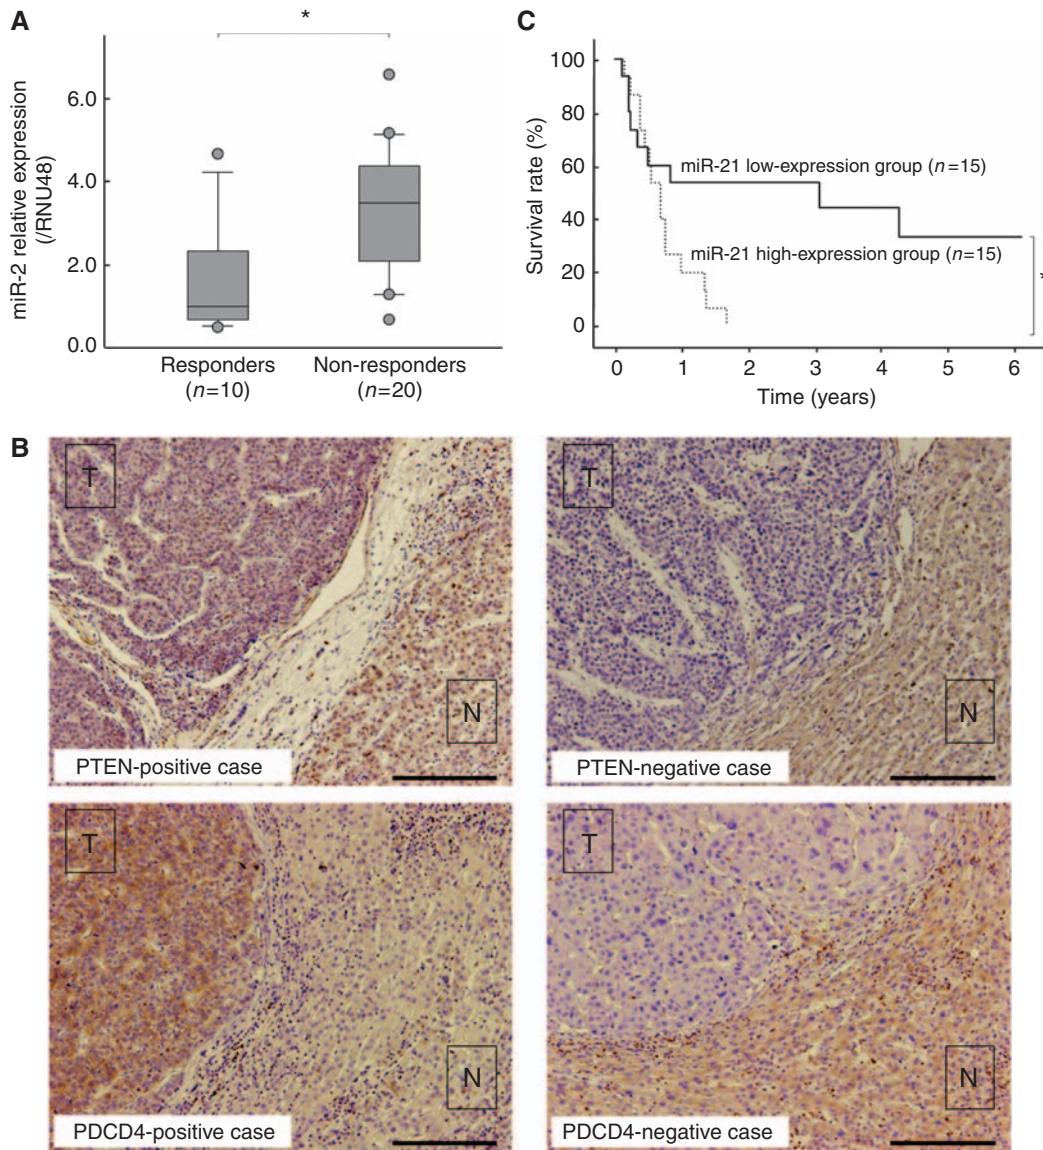 A
*
miR-2 relative expression
(/RNU48)
6.0
4.0
2.0
0.0
Responders
(n=10)
Non-responders
(n=20)
C
Survival rate (%)
100
80
60
40
20
0
miR-21 low-expression group (n=15)
miR-21 high-expression group (n=15)
*
0 1 2 3 4 5 6
Time (years)
B
T
N
PTEN-positive case
T
N
PTEN-negative case
T
N
PDCD4-positive case
T
N
PDCD4-negative case